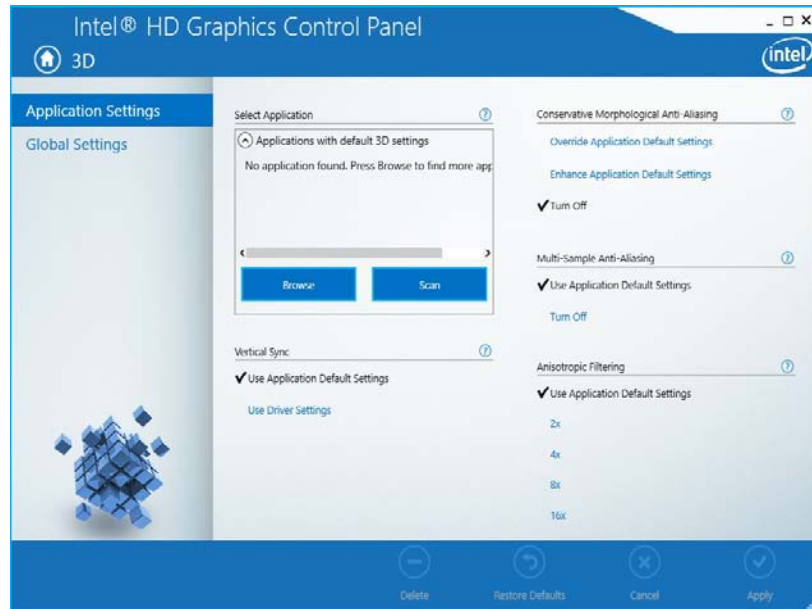 Intel® HD Graphics Control Panel
3D
intel
Application Settings
Global Settings
Select Application
Applications with default 3D settings
No application found. Press Browse to find more app
Browse
Scan
Vertical Sync
Use Application Default Settings
Use Driver Settings
Conservative Morphological Anti-Aliasing
Override Application Default Settings
Enhance Application Default Settings
Turn Off
Multi-Sample Anti-Aliasing
Use Application Default Settings
Turn Off
Anisotropic Filtering
Use Application Default Settings
2x
4x
8x
16x
Delete
Restore Defaults
Cancel
Apply